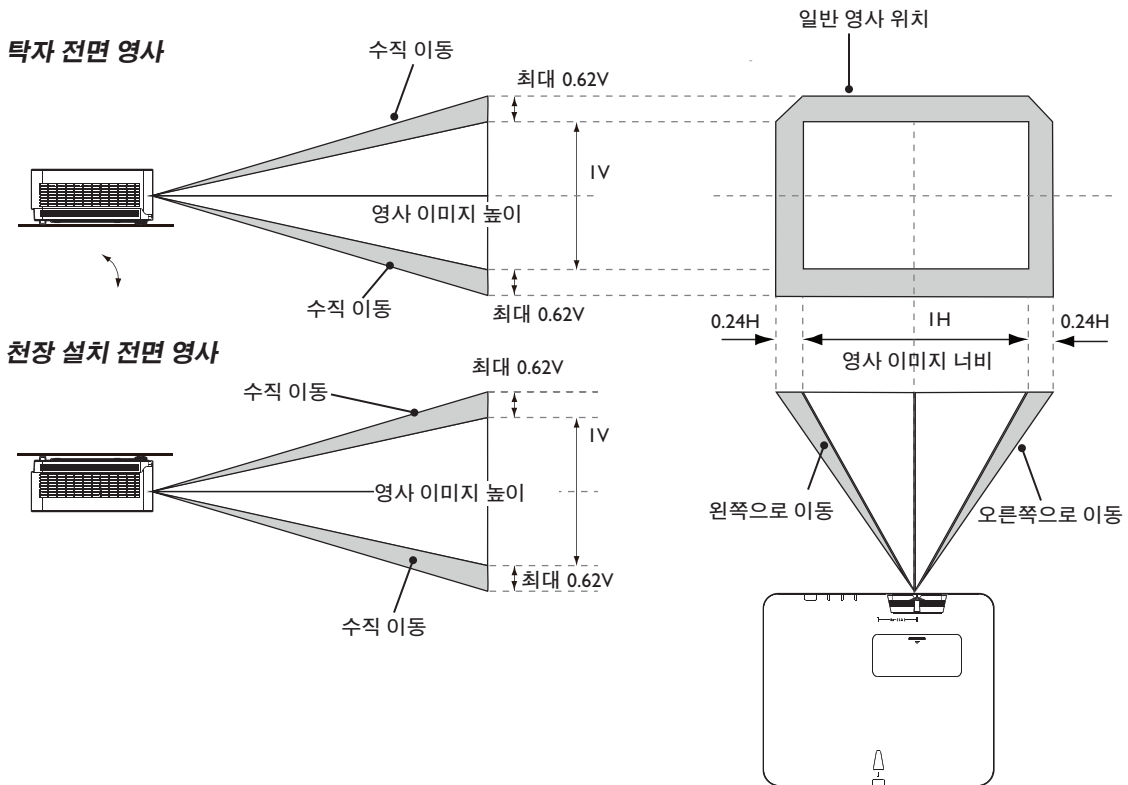 일반 영사 위치
탁자 전면 영사
수직 이동
최대 0.62V
1V
영사 이미지 높이
수직 이동
최대 0.62V
0.24H
1H
0.24H
영사 이미지 너비
천장 설치 전면 영사
최대 0.62V
수직 이동
1V
영사 이미지 높이
최대 0.62V
수직 이동
왼쪽으로 이동
오른쪽으로 이동